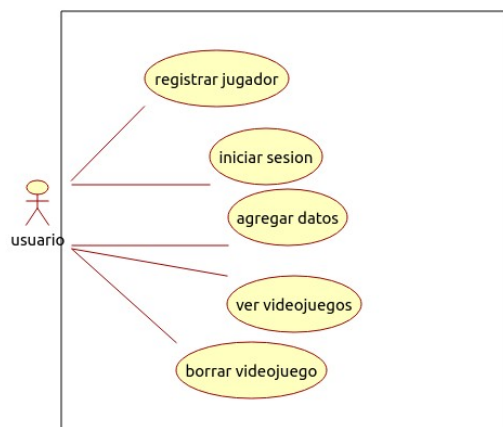 registrar jugador
iniciar sesion
agregar datos
usuario
ver videojuegos
borrar videojuego